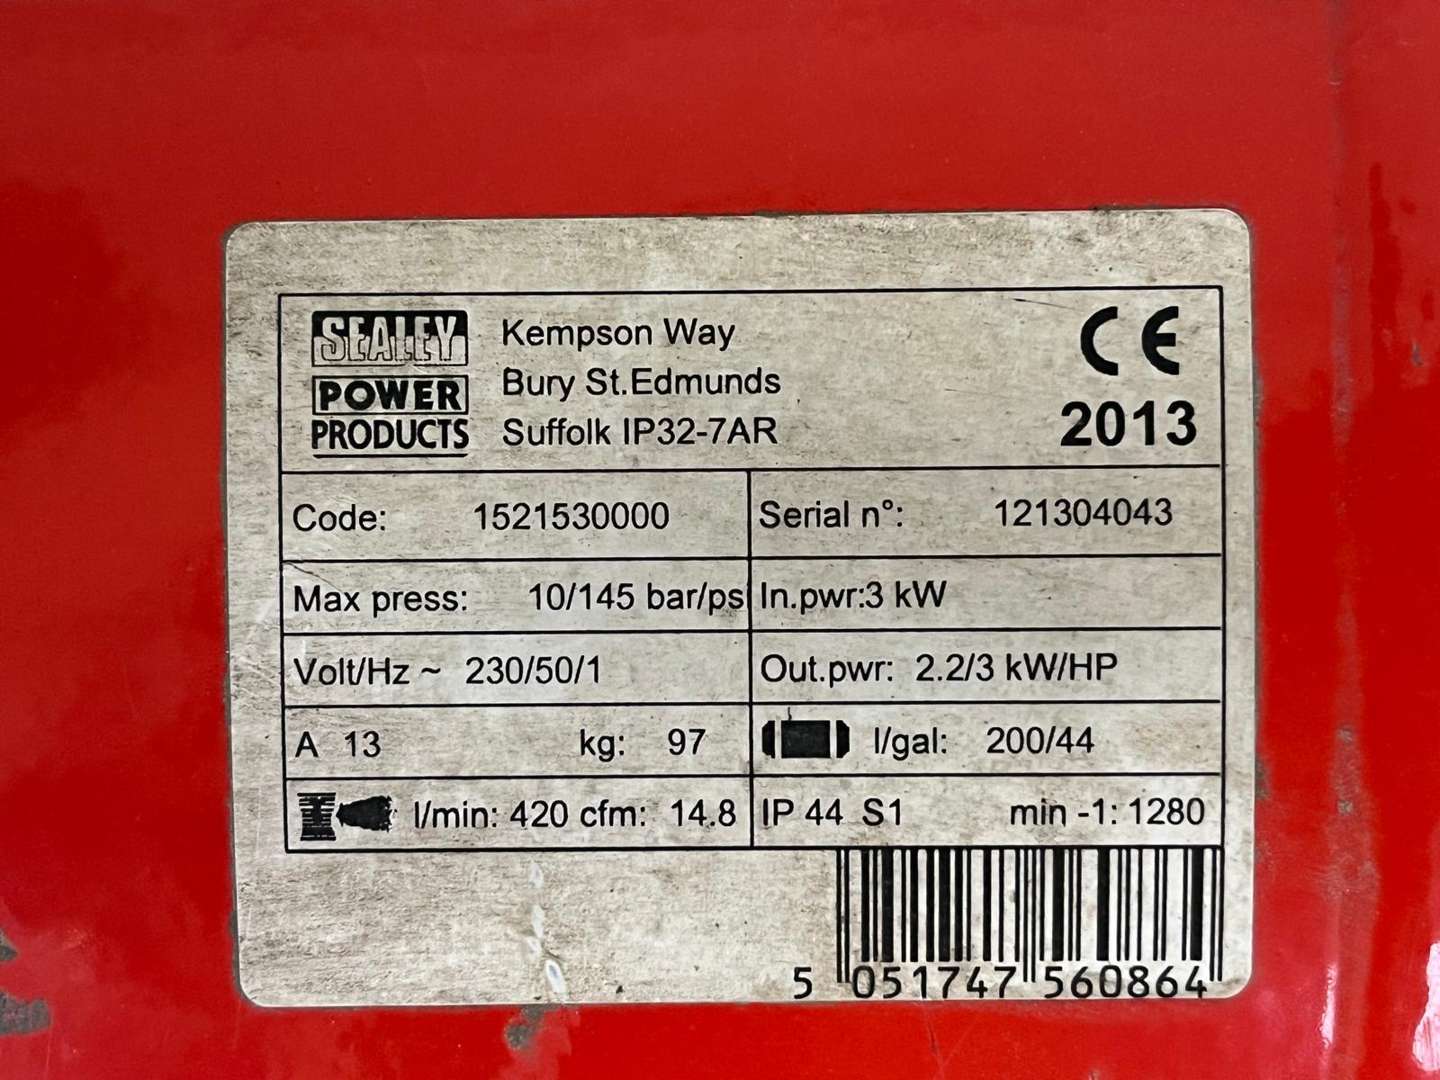 SEALEY
POWER
PRODUCTS
Kempson Way
Bury St.Edmunds
Suffolk IP32-7AR
CE
2013
Code: 1521530000
Serial n°: 121304043
Max press: 10/145 bar/ps
In.pwr:3 kW
Volt/Hz ~ 230/50/1
Out.pwr: 2.2/3 kW/HP
A 13 kg: 97
l/gal: 200/44
l/min: 420 cfm: 14.8
IP 44 S1 min -1: 1280
5 051747 560864